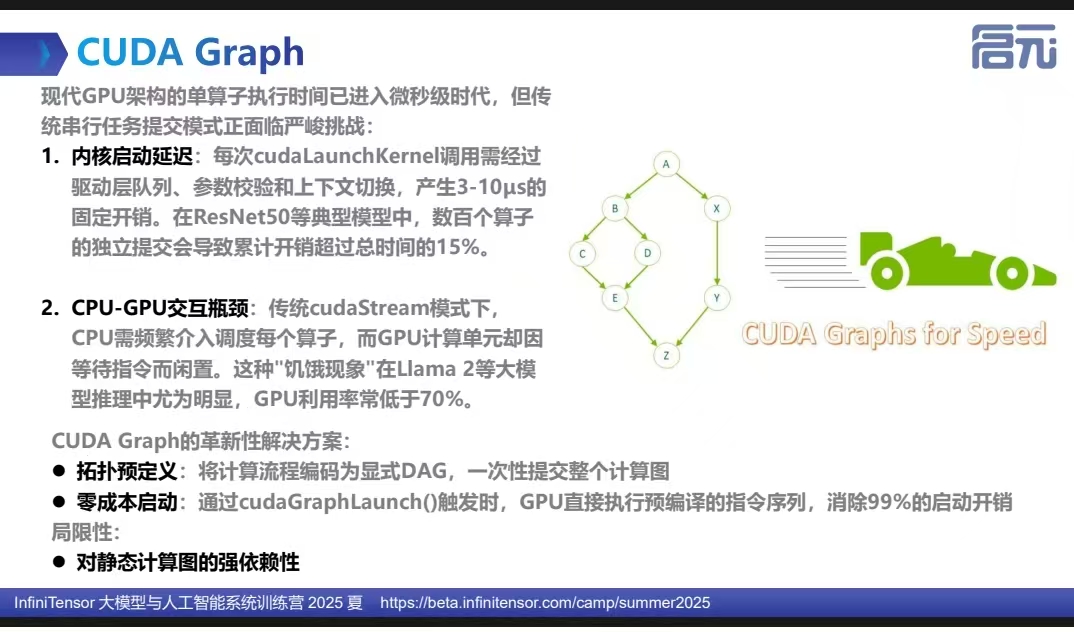 CUDA Graph
启元
现代GPU架构的单算子执行时间已进入微秒级时代，但传
统串行任务提交模式正面临严峻挑战：
1. 内核启动延迟：每次cudaLaunchKernel调用需经过
驱动层队列、参数校验和上下文切换，产生3-10μs的
固定开销。在ResNet50等典型模型中，数百个算子
的独立提交会导致累计开销超过总时间的15%。
2. CPU-GPU交互瓶颈：传统cudaStream模式下，
CPU需频繁介入调度每个算子，而GPU计算单元却因
等待指令而闲置。这种"饥饿现象"在Llama 2等大模
型推理中尤为明显，GPU利用率常低于70%。
A
B
X
C
D
E
Y
Z
CUDA Graphs for Speed
CUDA Graph的革新性解决方案：
● 拓扑预定义：将计算流程编码为显式DAG，一次性提交整个计算图
● 零成本启动：通过cudaGraphLaunch()触发时，GPU直接执行预编译的指令序列，消除99%的启动开销
局限性：
● 对静态计算图的强依赖性
InfiniTensor 大模型与人工智能系统训练营 2025 夏 https://beta.infinitensor.com/camp/summer2025